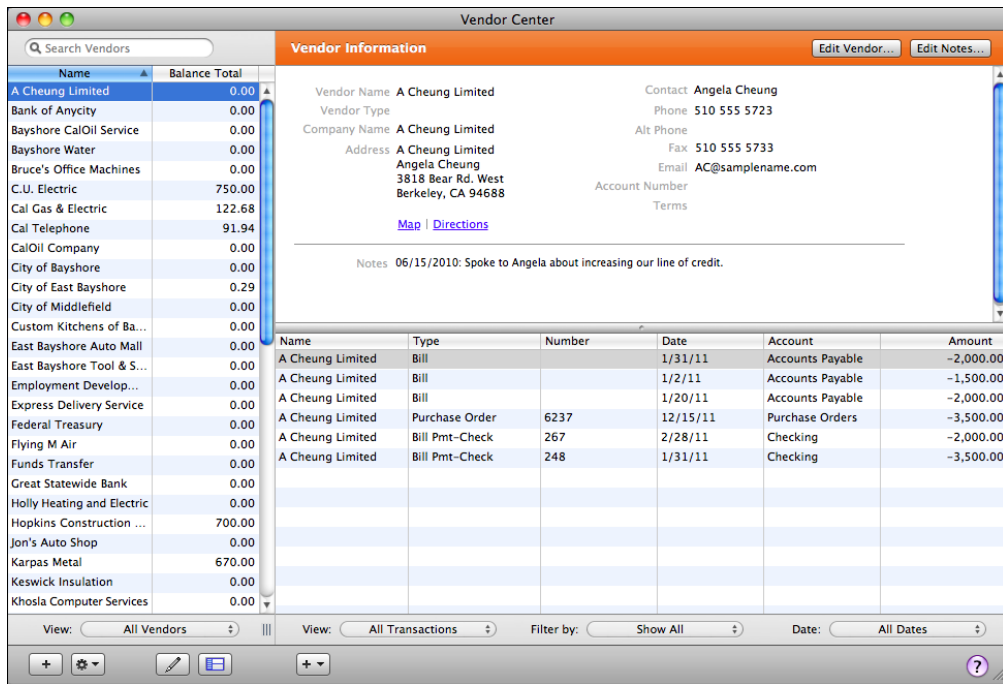 Vendor Center
Search Vendors
Name Balance Total
A Cheung Limited 0.00
Bank of Anycity 0.00
Bayshore CalOil Service 0.00
Bayshore Water 0.00
Bruce's Office Machines 0.00
C.U. Electric 750.00
Cal Gas & Electric 122.68
Cal Telephone 91.94
CalOil Company 0.00
City of Bayshore 0.00
City of East Bayshore 0.29
City of Middlefield 0.00
Custom Kitchens of Ba... 0.00
East Bayshore Auto Mall 0.00
East Bayshore Tool & S... 0.00
Employment Develop... 0.00
Express Delivery Service 0.00
Federal Treasury 0.00
Flying M Air 0.00
Funds Transfer 0.00
Great Statewide Bank 0.00
Holly Heating and Electric 0.00
Hopkins Construction ... 700.00
Jon's Auto Shop 0.00
Karpas Metal 670.00
Keswick Insulation 0.00
Khosla Computer Services 0.00
View: All Vendors
Vendor Information Edit Vendor... Edit Notes...
Vendor Name A Cheung Limited
Vendor Type
Company Name A Cheung Limited
Address A Cheung Limited
Angela Cheung
3818 Bear Rd. West
Berkeley, CA 94688
Map | Directions
Contact Angela Cheung
Phone 510 555 5723
Alt Phone
Fax 510 555 5733
Email AC@samplename.com
Account Number
Terms
Notes 06/15/2010: Spoke to Angela about increasing our line of credit.
Name Type Number Date Account Amount
A Cheung Limited Bill 1/31/11 Accounts Payable -2,000.00
A Cheung Limited Bill 1/2/11 Accounts Payable -1,500.00
A Cheung Limited Bill 1/20/11 Accounts Payable -2,000.00
A Cheung Limited Purchase Order 6237 12/15/11 Purchase Orders -3,500.00
A Cheung Limited Bill Pmt-Check 267 2/28/11 Checking -2,000.00
A Cheung Limited Bill Pmt-Check 248 1/31/11 Checking -3,500.00
View: All Transactions Filter by: Show All Date: All Dates
?